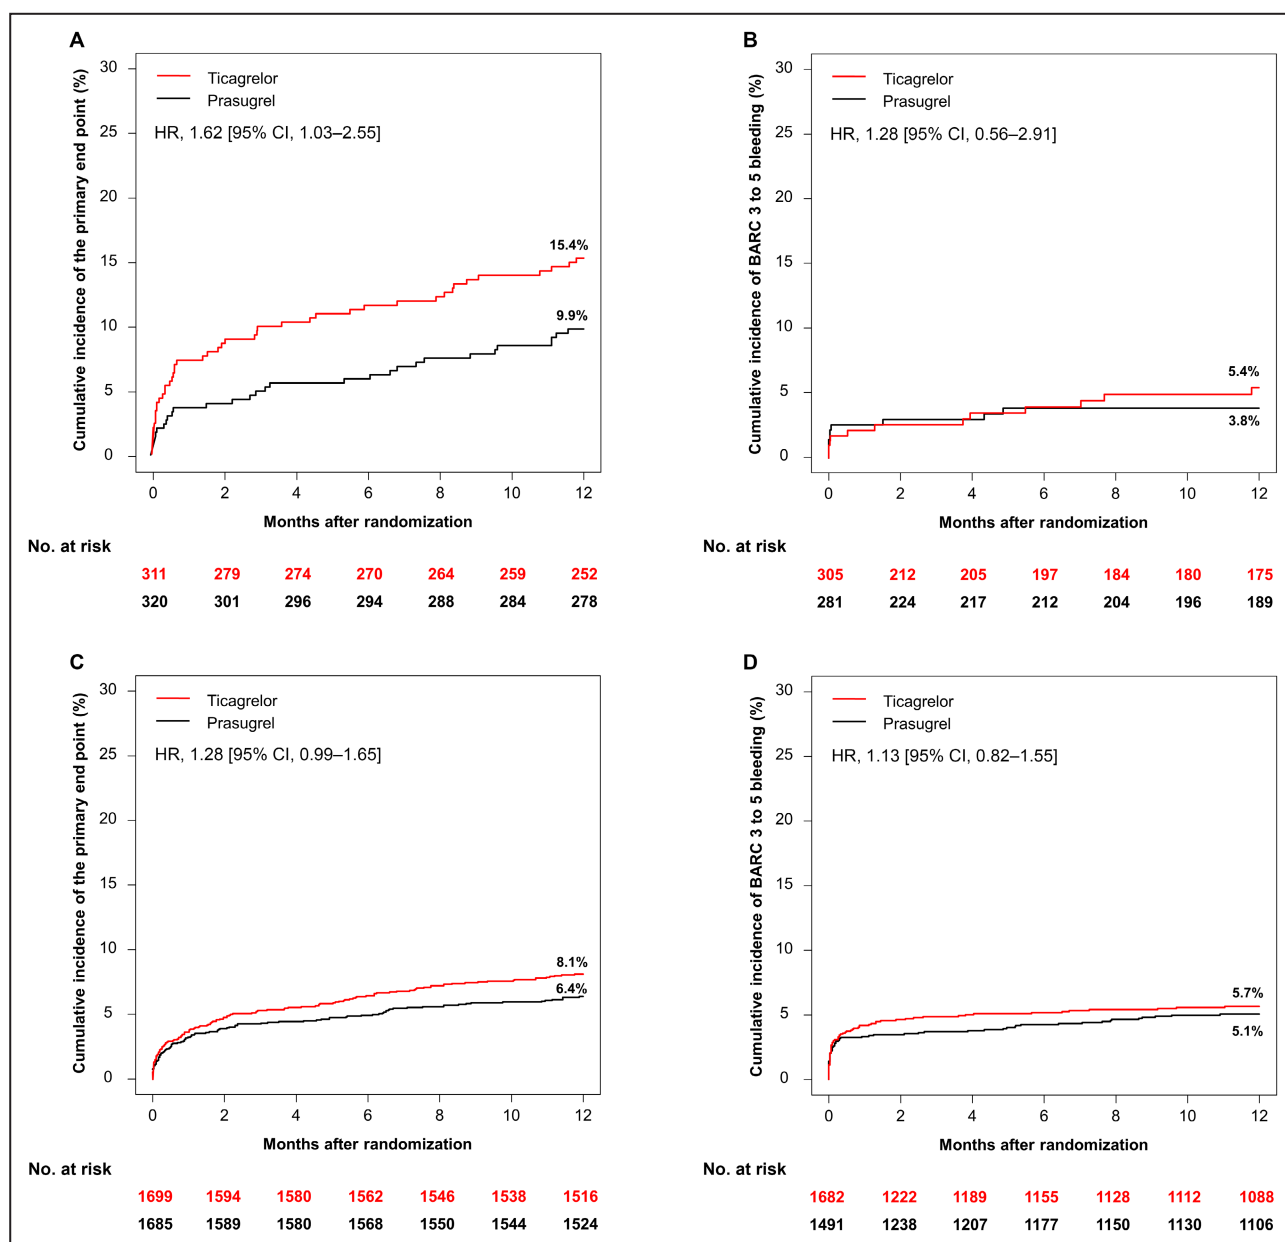 A
Cumulative incidence of the primary end point (%)
30
25
20
15
10
5
0
Ticagrelor
Prasugrel
HR, 1.62 [95% CI, 1.03–2.55]
15.4%
9.9%
0 2 4 6 8 10 12
Months after randomization
No. at risk
311 279 274 270 264 259 252
320 301 296 294 288 284 278
B
Cumulative incidence of BARC 3 to 5 bleeding (%)
30
25
20
15
10
5
0
Ticagrelor
Prasugrel
HR, 1.28 [95% CI, 0.56–2.91]
5.4%
3.8%
0 2 4 6 8 10 12
Months after randomization
No. at risk
305 212 205 197 184 180 175
281 224 217 212 204 196 189
C
Cumulative incidence of the primary end point (%)
30
25
20
15
10
5
0
Ticagrelor
Prasugrel
HR, 1.28 [95% CI, 0.99–1.65]
8.1%
6.4%
0 2 4 6 8 10 12
Months after randomization
No. at risk
1699 1594 1580 1562 1546 1538 1516
1685 1589 1580 1568 1550 1544 1524
D
Cumulative incidence of BARC 3 to 5 bleeding (%)
30
25
20
15
10
5
0
Ticagrelor
Prasugrel
HR, 1.13 [95% CI, 0.82–1.55]
5.7%
5.1%
0 2 4 6 8 10 12
Months after randomization
No. at risk
1682 1222 1189 1155 1128 1112 1088
1491 1238 1207 1177 1150 1130 1106